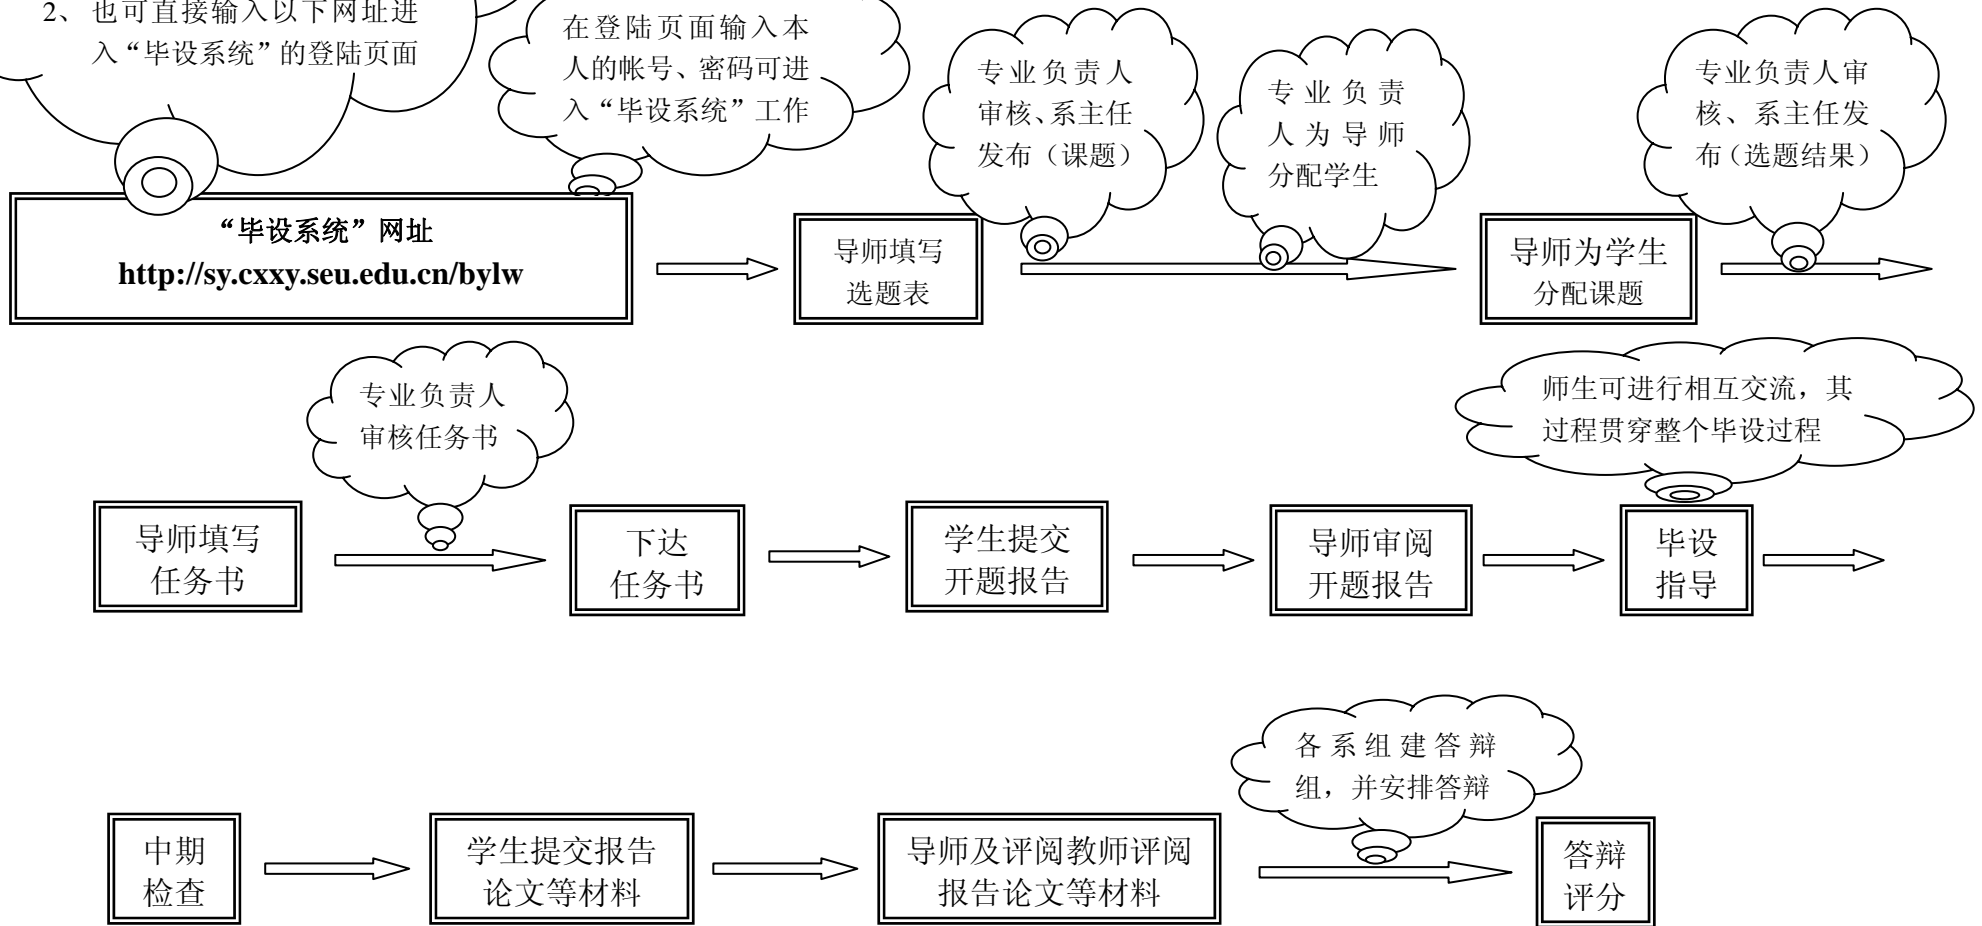 2、也可直接输入以下网址进
入“毕设系统”的登陆页面
在登陆页面输入本
人的帐号、密码可进
入“毕设系统”工作
专业负责人
审核、系主任
发布（课题）
专业负责
人为导师
分配学生
专业负责人审
核、系主任发
布（选题结果）
“毕设系统”网址
http://sy.cxxy.seu.edu.cn/bylw
导师填写
选题表
导师为学生
分配课题
专业负责人
审核任务书
师生可进行相互交流，其
过程贯穿整个毕设过程
导师填写
任务书
下达
任务书
学生提交
开题报告
导师审阅
开题报告
毕设
指导
各系组建答辩
组，并安排答辩
中期
检查
学生提交报告
论文等材料
导师及评阅教师评阅
报告论文等材料
答辩
评分